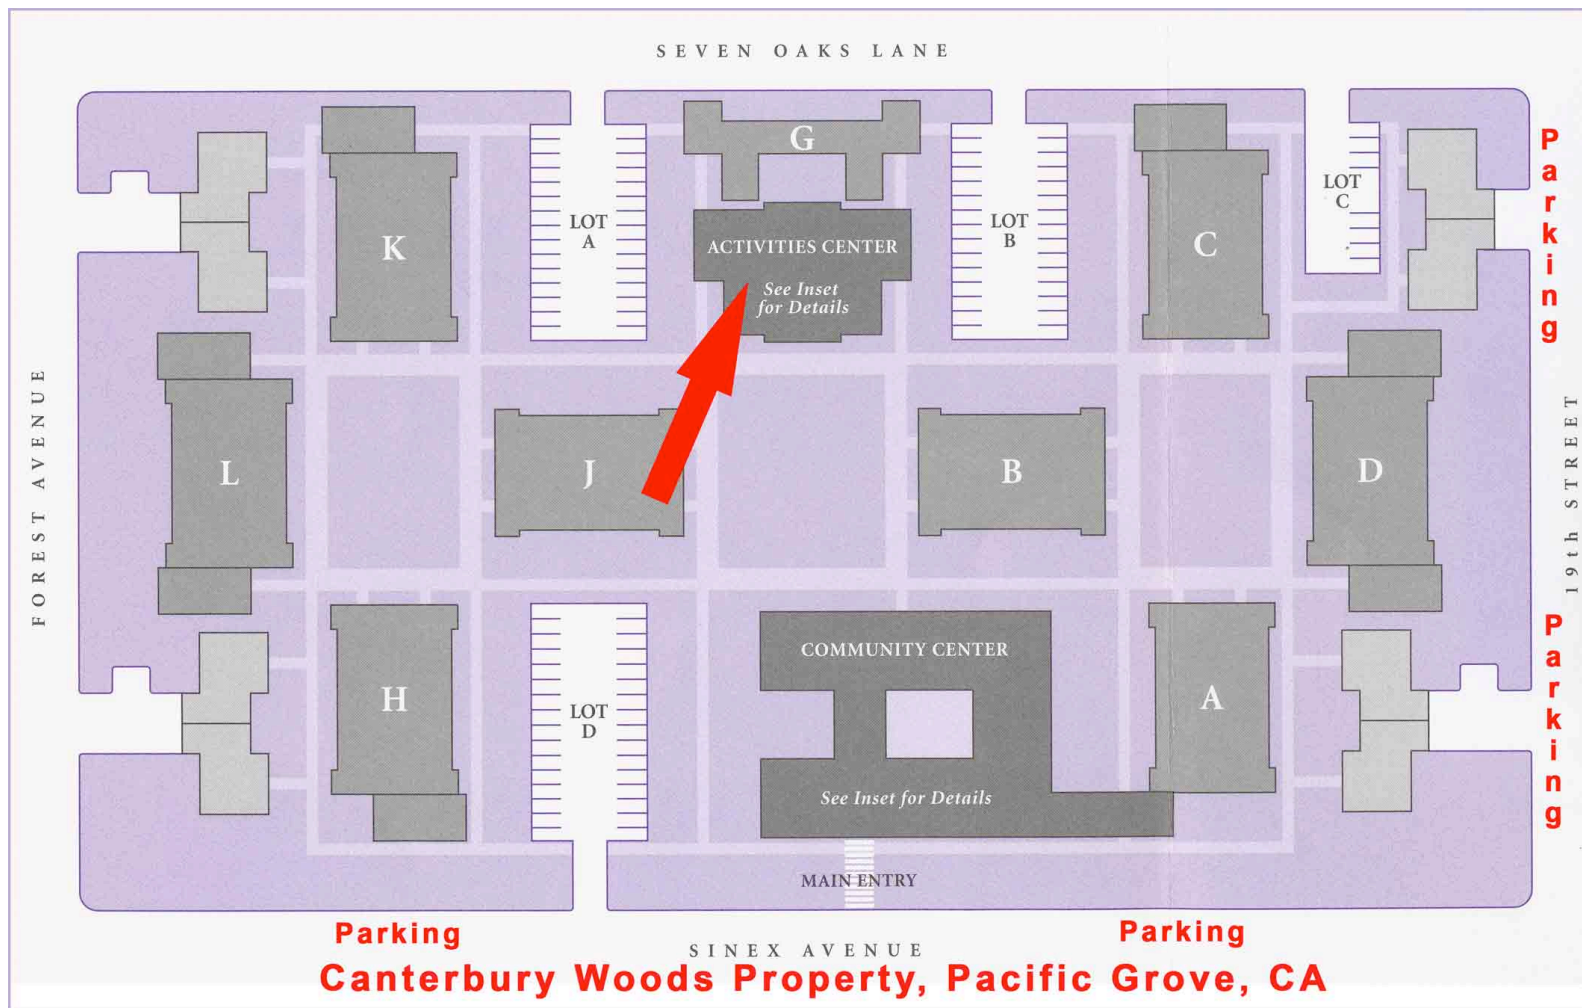 SEVEN OAKS LANE
G
Parking
LOT
A
LOT
B
LOT
C
K
ACTIVITIES CENTER
See Inset
for Details
C
FOREST AVENUE
19th STREET
L
J
B
D
COMMUNITY CENTER
Parking
H
LOT
D
A
See Inset for Details
MAIN ENTRY
Parking
Parking
SINEX AVENUE
Canterbury Woods Property, Pacific Grove, CA